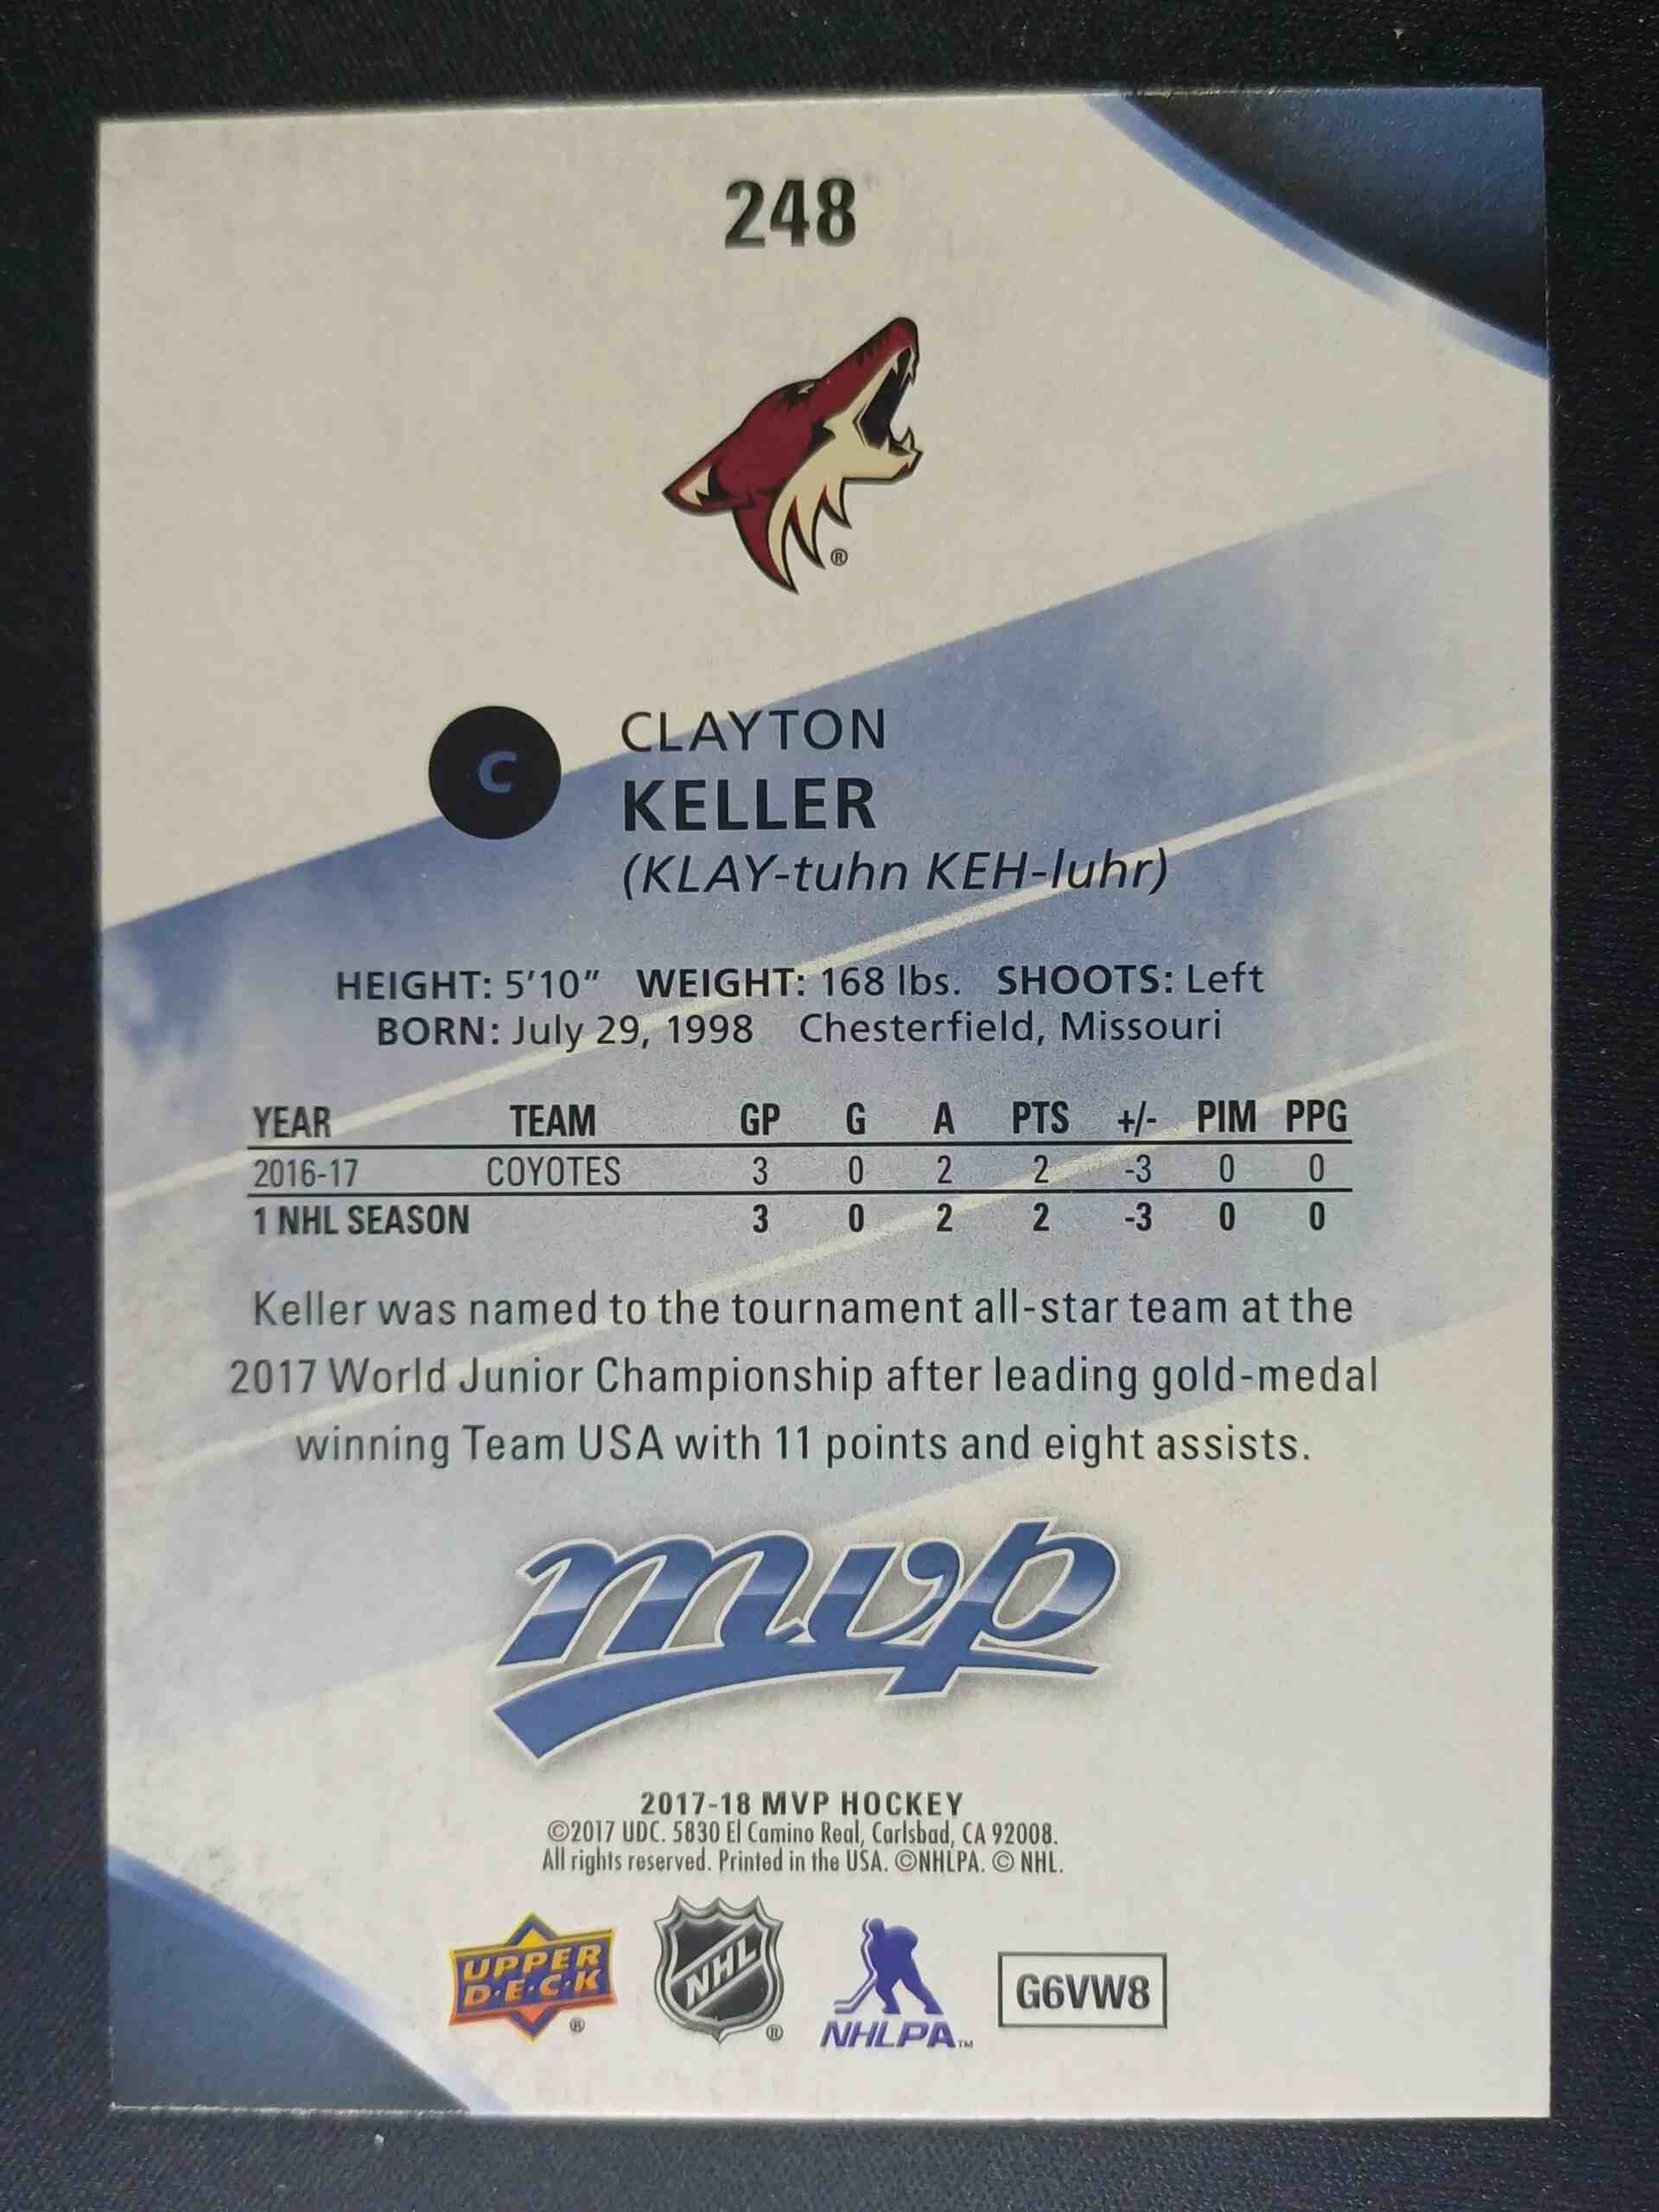 248
®
C
CLAYTON
KELLER
(KLAY-tuhn KEH-luhr)
HEIGHT: 5'10" WEIGHT: 168 lbs. SHOOTS: Left
BORN: July 29, 1998 Chesterfield, Missouri
YEAR TEAM GP G A PTS +/- PIM PPG
2016-17 COYOTES 3 0 2 2 -3 0 0
1 NHL SEASON 3 0 2 2 -3 0 0
Keller was named to the tournament all-star team at the
2017 World Junior Championship after leading gold-medal
winning Team USA with 11 points and eight assists.
mvp
2017-18 MVP HOCKEY
©2017 UDC. 5830 El Camino Real, Carlsbad, CA 92008.
All rights reserved. Printed in the USA. ©NHLPA. © NHL.
UPPER
D·E·C·K
®
NHL
®
NHLPA™
G6VW8